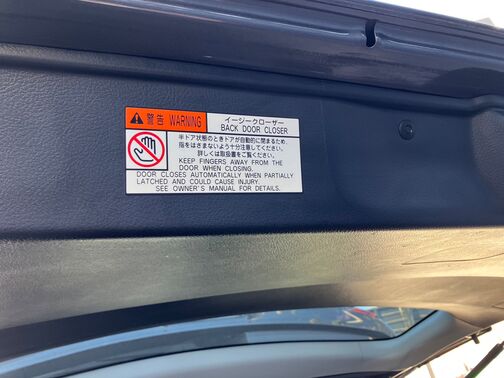 警告 WARNING
イージークローザー
BACK DOOR CLOSER
半ドア状態のときドアが自動的に閉まるため、
指をはさまないよう十分注意してください。
詳しくは取扱書をご覧ください。
KEEP FINGERS AWAY FROM THE
DOOR WHEN CLOSING.
DOOR CLOSES AUTOMATICALLY WHEN PARTIALLY
LATCHED AND COULD CAUSE INJURY.
SEE OWNER'S MANUAL FOR DETAILS.